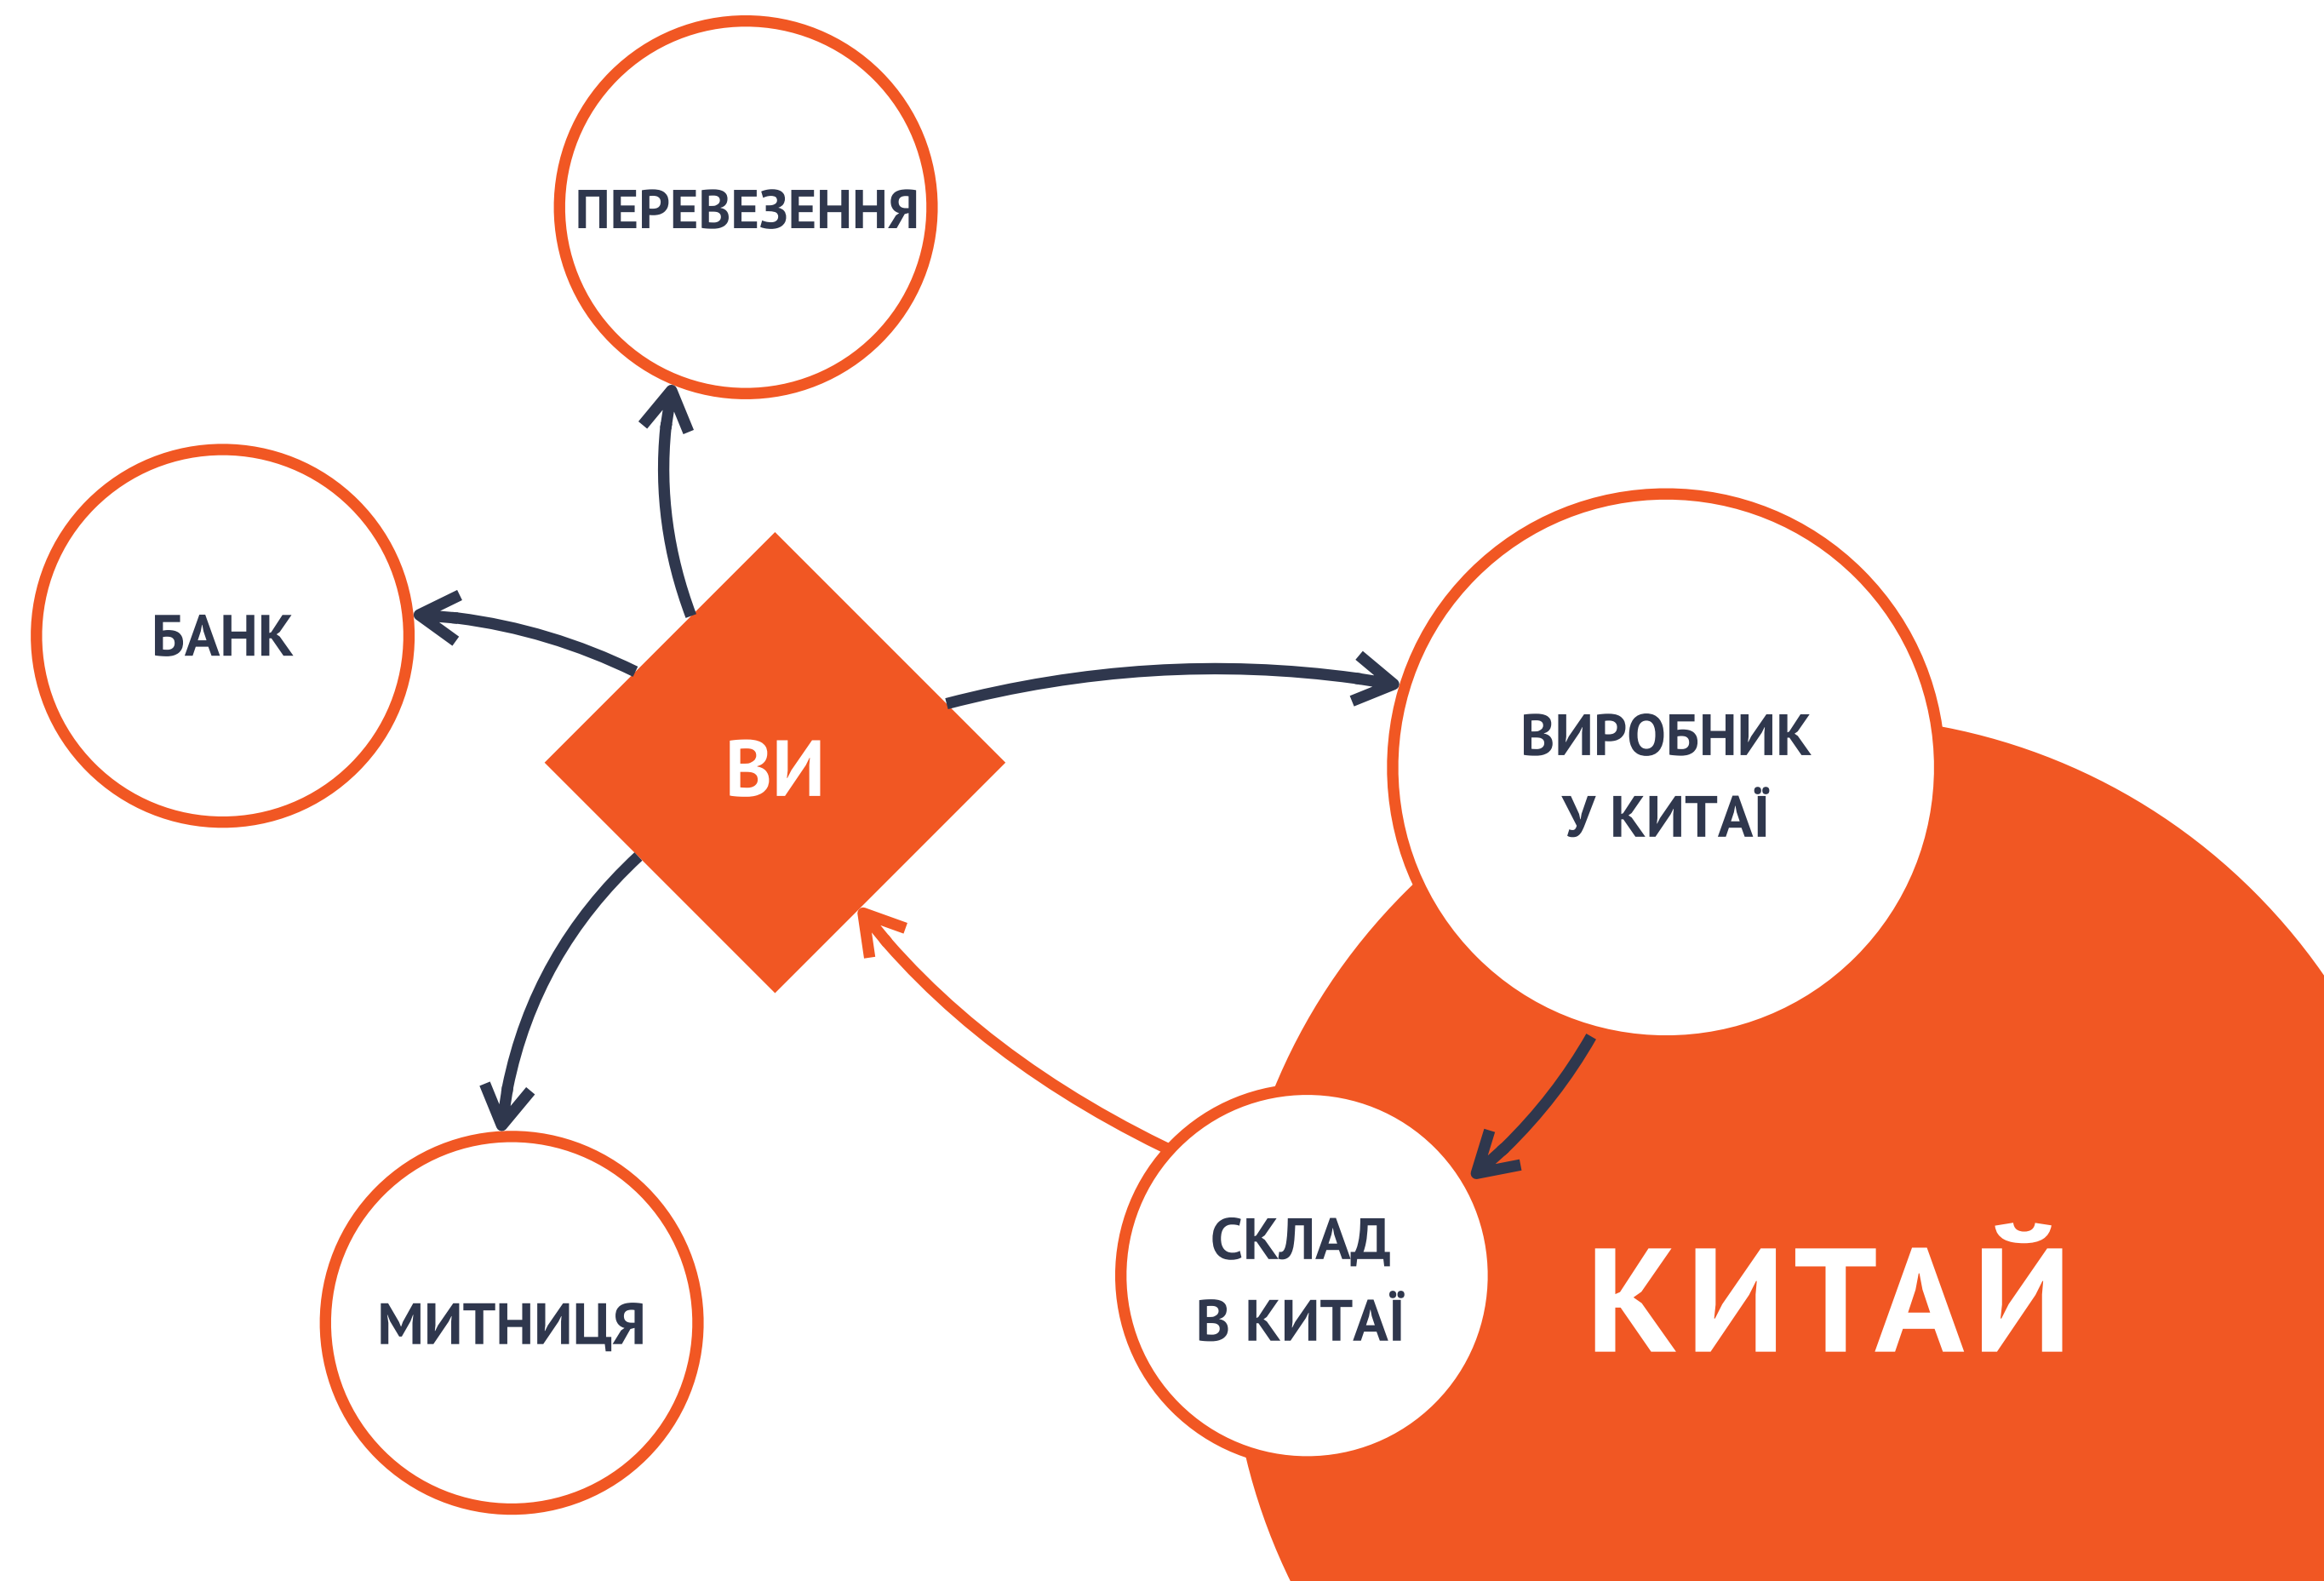 ПЕРЕВЕЗЕННЯ
БАНК
ВИ
ВИРОБНИК
У КИТАЇ
СКЛАД
В КИТАЇ
КИТАЙ
МИТНИЦЯ